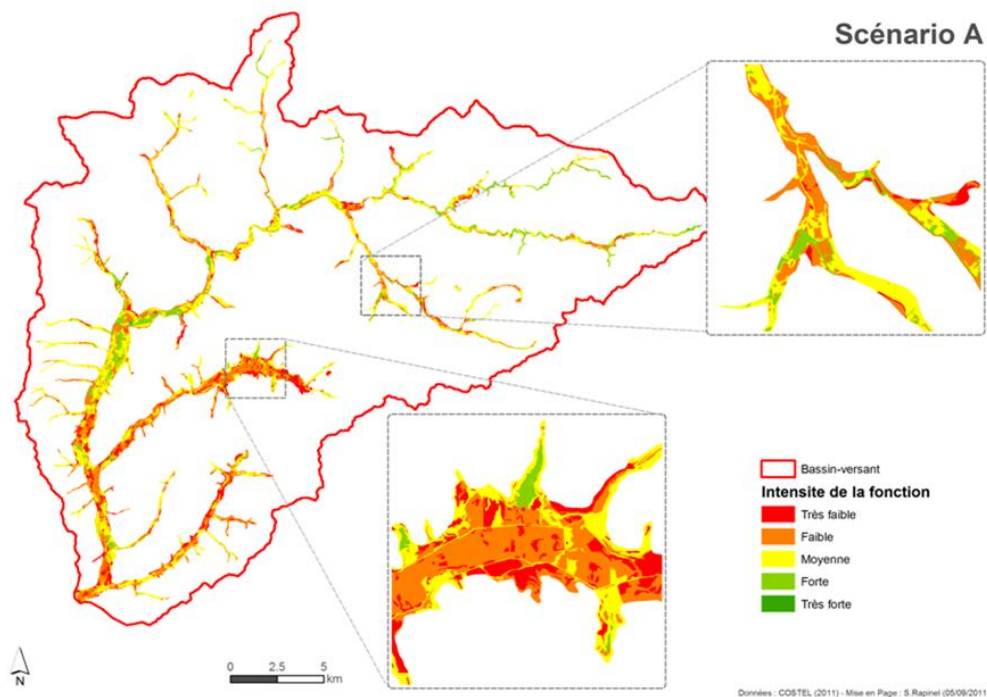 Scénario A
Bassin-versant
Intensite de la fonction
Très faible
Faible
Moyenne
Forte
Très forte
N
0 2.5 5
km
Données : COSTEL (2011) - Mise en Page : S.Rapinel (05/09/2011